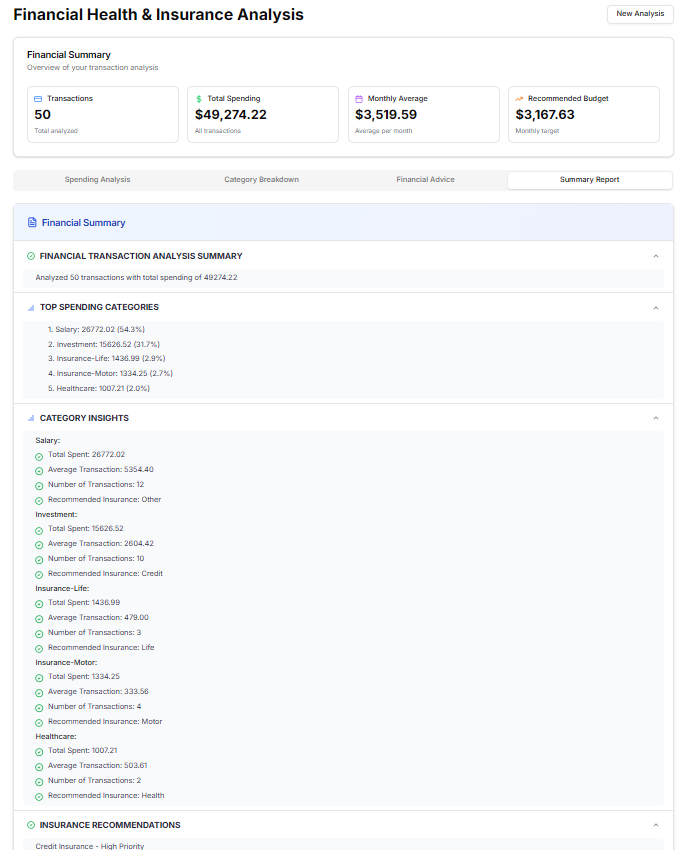 Financial Health & Insurance Analysis
New Analysis
Financial Summary
Overview of your transaction analysis
Transactions
50
Total analyzed
Total Spending
$49,274.22
All transactions
Monthly Average
$3,519.59
Average per month
Recommended Budget
$3,167.63
Monthly target
Spending Analysis
Category Breakdown
Financial Advice
Summary Report
Financial Summary
FINANCIAL TRANSACTION ANALYSIS SUMMARY
Analyzed 50 transactions with total spending of 49274.22
TOP SPENDING CATEGORIES
1. Salary: 26772.02 (54.3%)
2. Investment: 15626.52 (31.7%)
3. Insurance-Life: 1436.99 (2.9%)
4. Insurance-Motor: 1334.25 (2.7%)
5. Healthcare: 1007.21 (2.0%)
CATEGORY INSIGHTS
Salary:
Total Spent: 26772.02
Average Transaction: 5354.40
Number of Transactions: 12
Recommended Insurance: Other
Investment:
Total Spent: 15626.52
Average Transaction: 2604.42
Number of Transactions: 10
Recommended Insurance: Credit
Insurance-Life:
Total Spent: 1436.99
Average Transaction: 479.00
Number of Transactions: 3
Recommended Insurance: Life
Insurance-Motor:
Total Spent: 1334.25
Average Transaction: 333.56
Number of Transactions: 4
Recommended Insurance: Motor
Healthcare:
Total Spent: 1007.21
Average Transaction: 503.61
Number of Transactions: 2
Recommended Insurance: Health
INSURANCE RECOMMENDATIONS
Credit Insurance - High Priority